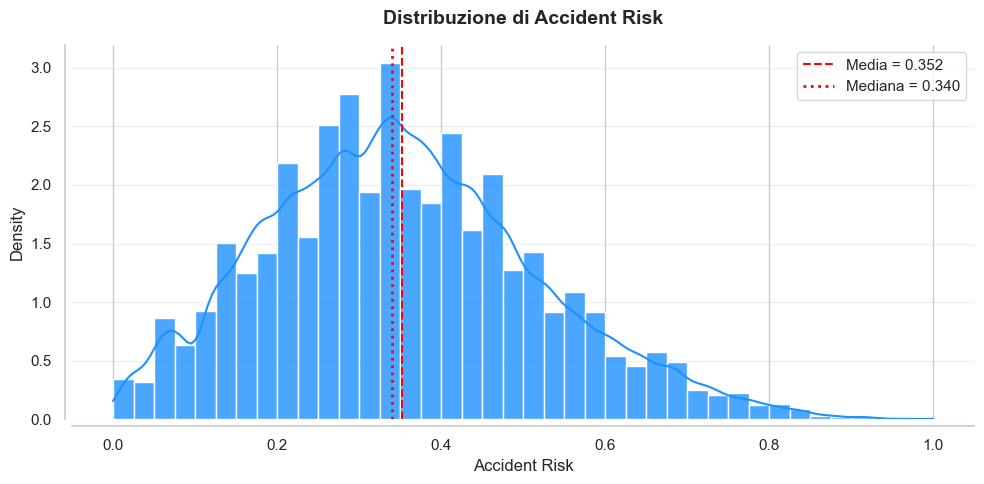 Distribuzione di Accident Risk
Media = 0.352
Mediana = 0.340
3.0
2.5
2.0
1.5
1.0
0.5
0.0
Density
0.0 0.2 0.4 0.6 0.8 1.0
Accident Risk